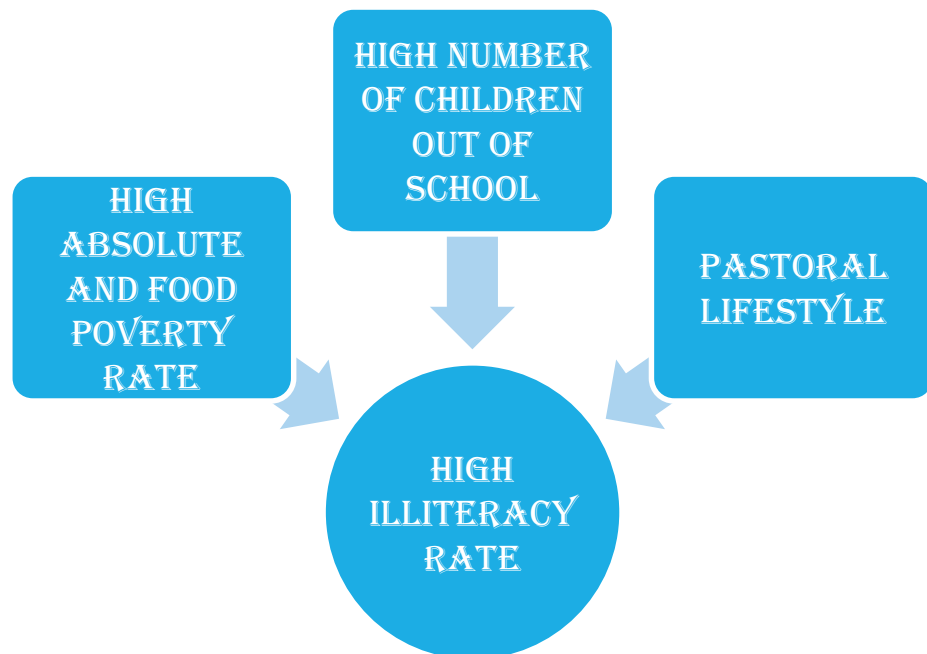 HIGH NUMBER
OF CHILDREN
OUT OF
SCHOOL
HIGH
ABSOLUTE
AND FOOD
POVERTY
RATE
PASTORAL
LIFESTYLE
HIGH
ILLITERACY
RATE